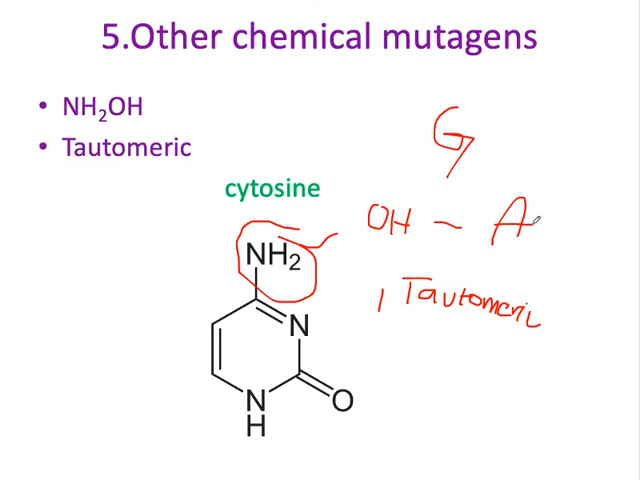 5.Other chemical mutagens
• NH₂OH
• Tautomeric
cytosine
G
OH – A
NH₂
1 Tautomeric
N
N
H
O